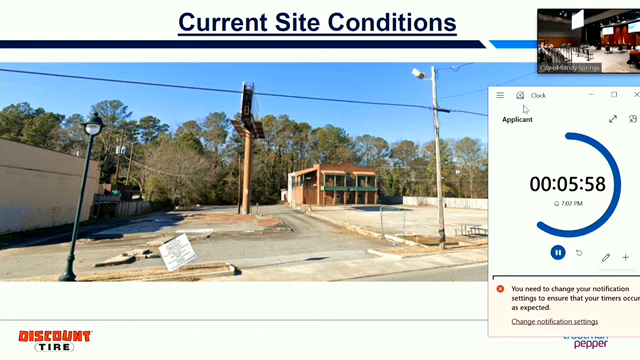 Current Site Conditions
City of Sandy Springs
Clock
Applicant
00:05:58
7:02 PM
You need to change your notification
settings to ensure that your timers occur
as expected.
Change notification settings
DISCOUNT
TIRE
troutman
pepper